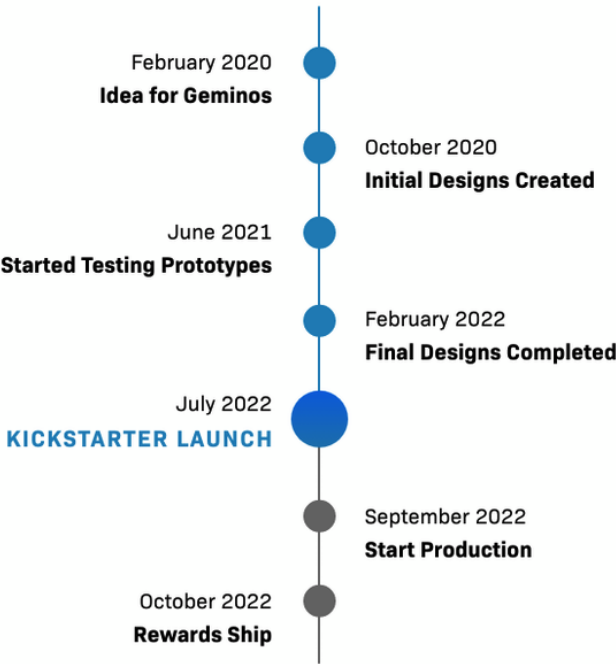 February 2020
Idea for Geminos
October 2020
Initial Designs Created
June 2021
Started Testing Prototypes
February 2022
Final Designs Completed
July 2022
KICKSTARTER LAUNCH
September 2022
Start Production
October 2022
Rewards Ship